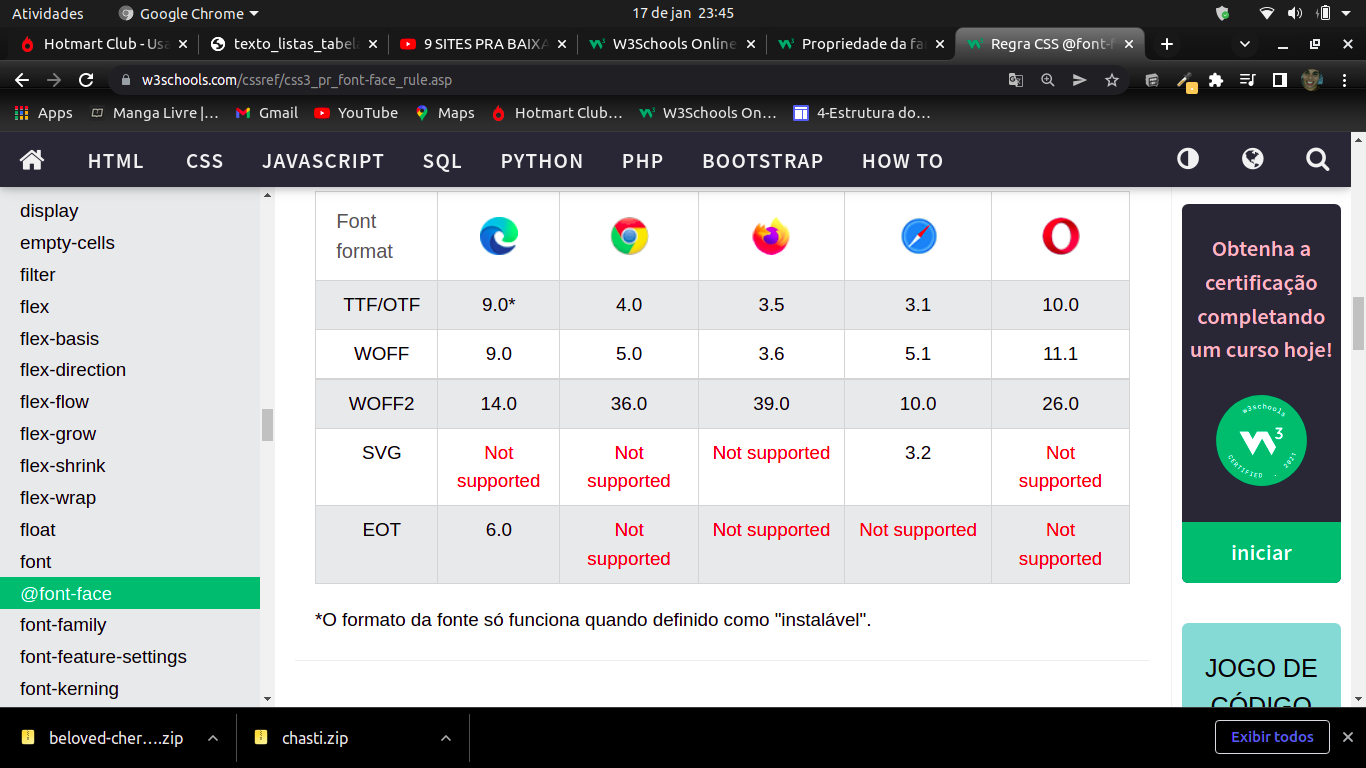 Atividades Google Chrome 17 de jan 23:45
Hotmart Club - Usa texto_listas_tabela 9 SITES PRA BAIXA W3Schools Online Propriedade da fa Regra CSS @font-f
w3schools.com/cssref/css3_pr_font-face_rule.asp
Apps Manga Livre |... Gmail YouTube Maps Hotmart Club... W3Schools On... 4-Estrutura do...
HTML CSS JAVASCRIPT SQL PYTHON PHP BOOTSTRAP HOW TO
display
empty-cells
filter
flex
flex-basis
flex-direction
flex-flow
flex-grow
flex-shrink
flex-wrap
float
font
@font-face
font-family
font-feature-settings
font-kerning
Font
format
TTF/OTF 9.0* 4.0 3.5 3.1 10.0
WOFF 9.0 5.0 3.6 5.1 11.1
WOFF2 14.0 36.0 39.0 10.0 26.0
SVG Not supported Not supported Not supported 3.2 Not supported
EOT 6.0 Not supported Not supported Not supported Not supported
*O formato da fonte só funciona quando definido como "instalável".
Obtenha a
certificação
completando
um curso hoje!
w3schools
3
CERTIFIED . 2021
iniciar
JOGO DE
CÓDIGO
beloved-cher....zip chasti.zip Exibir todos